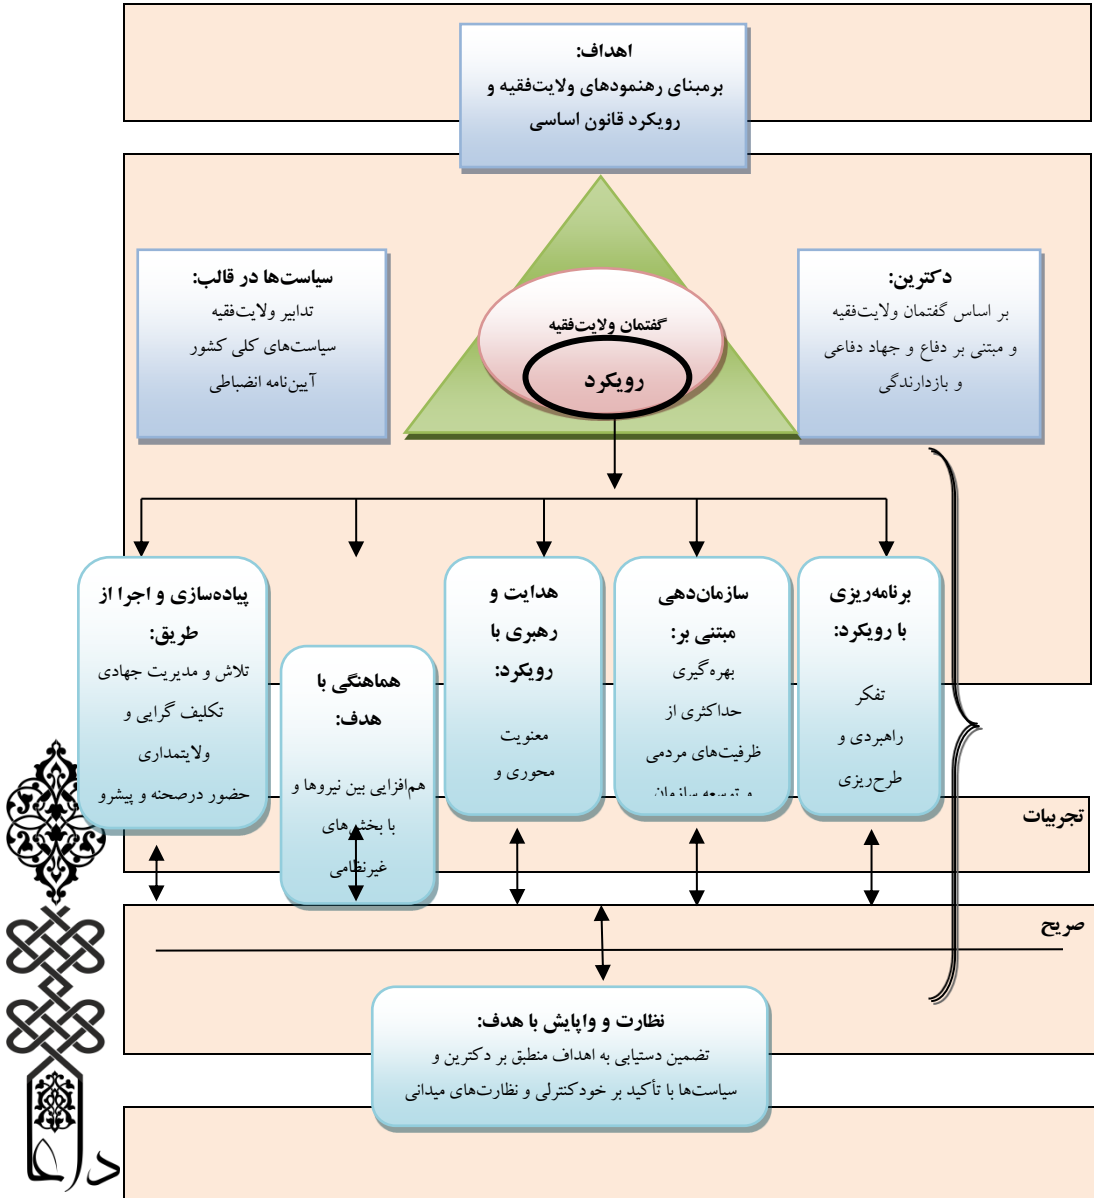 اهداف:
برمبنای رهنمودهای ولایت‌فقیه و
رویکرد قانون اساسی
دکترین:
بر اساس گفتمان ولایت‌فقیه
و مبتنی بر دفاع و جهاد دفاعی
و بازدارندگی
گفتمان ولایت‌فقیه
رویکرد
سیاست‌ها در قالب:
تدابیر ولایت‌فقیه
سیاست‌های کلی کشور
آیین‌نامه انضباطی
برنامه‌ریزی
با رویکرد:
تفکر
راهبردی و
طرح‌ریزی
سازمان‌دهی
مبتنی بر:
بهره‌گیری
حداکثری از
ظرفیت‌های مردمی
و توسعه سازمان
هدایت و
رهبری با
رویکرد:
معنویت
محوری و
هماهنگی با
هدف:
هم‌افزایی بین نیروها و
با بخش‌های
غیرنظامی
پیاده‌سازی و اجرا از
طریق:
تلاش و مدیریت جهادی
تکلیف گرایی و
ولایتمداری
حضور درصحنه و پیشرو
تجربیات
صریح
نظارت و واپایش با هدف:
تضمین دستیابی به اهداف منطبق بر دکترین و
سیاست‌ها با تأکید بر خودکنترلی و نظارت‌های میدانی